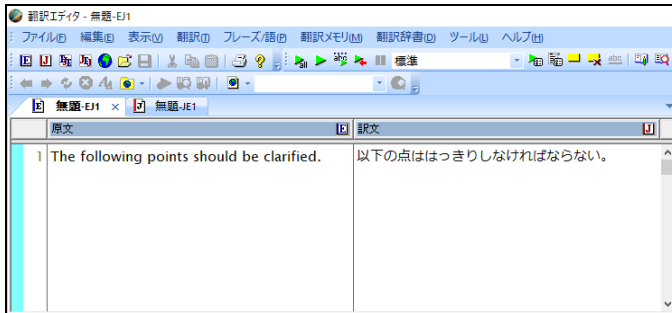 翻訳エディタ - 無題-EJ1
ファイル(F) 編集(E) 表示(V) 翻訳(T) フレーズ/語(P) 翻訳メモリ(M) 翻訳辞書(D) ツール(L) ヘルプ(H)
E J all 標準 abc
無題-EJ1 × J 無題-JE1
原文 E 訳文 J
1 The following points should be clarified. 以下の点ははっきりしなければならない。